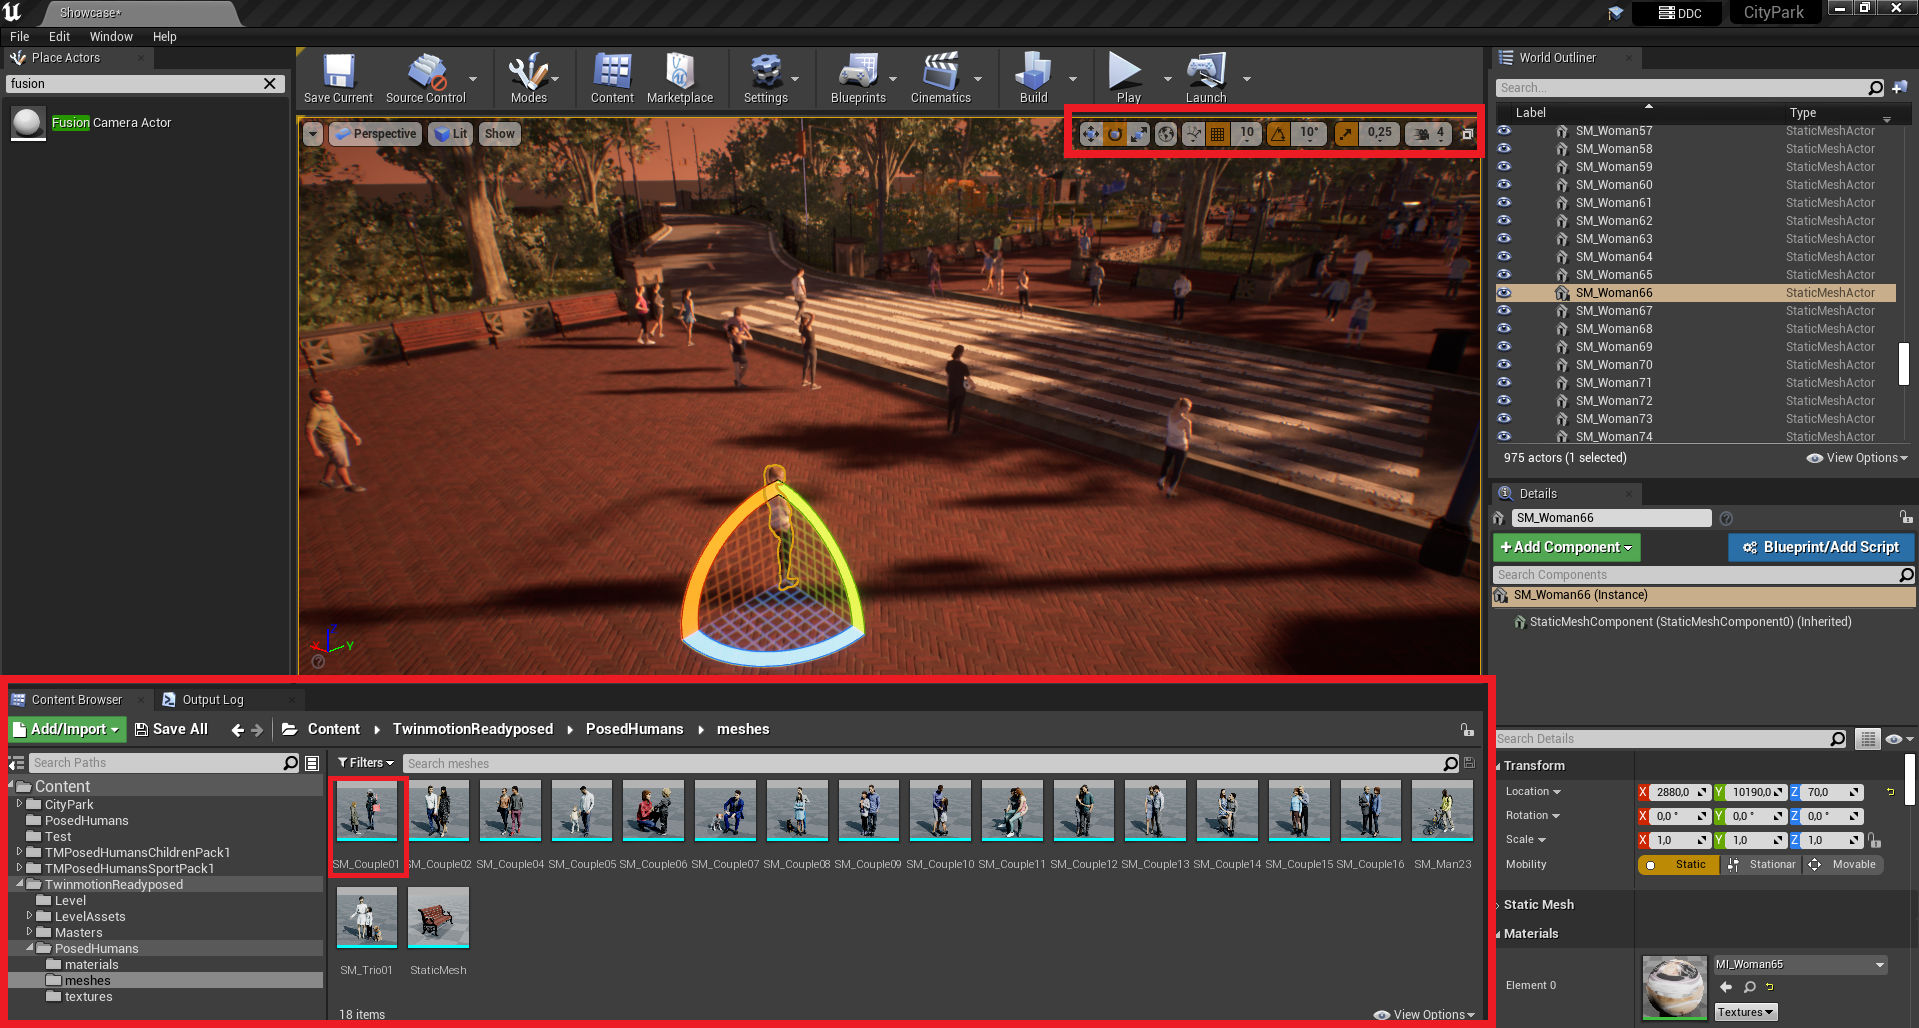 Showcase*
DDC
CityPark
File Edit Window Help
Place Actors
fusion
Fusion Camera Actor
Save Current Source Control Modes Content Marketplace Settings Blueprints Cinematics Build Play Launch
Perspective Lit Show
10 10° 0,25 4
World Outliner
Search...
Label Type
SM_Woman57 StaticMeshActor
SM_Woman58 StaticMeshActor
SM_Woman59 StaticMeshActor
SM_Woman60 StaticMeshActor
SM_Woman61 StaticMeshActor
SM_Woman62 StaticMeshActor
SM_Woman63 StaticMeshActor
SM_Woman64 StaticMeshActor
SM_Woman65 StaticMeshActor
SM_Woman66 StaticMeshActor
SM_Woman67 StaticMeshActor
SM_Woman68 StaticMeshActor
SM_Woman69 StaticMeshActor
SM_Woman70 StaticMeshActor
SM_Woman71 StaticMeshActor
SM_Woman72 StaticMeshActor
SM_Woman73 StaticMeshActor
SM_Woman74 StaticMeshActor
975 actors (1 selected) View Options
Details
SM_Woman66
+Add Component Blueprint/Add Script
Search Components
SM_Woman66 (Instance)
StaticMeshComponent (StaticMeshComponent0) (Inherited)
Search Details
Transform
Location X 2880,0 Y 10190,0 Z 70,0
Rotation X 0,0 ° Y 0,0 ° Z 0,0 °
Scale X 1,0 Y 1,0 Z 1,0
Mobility Static Stationar Movable
Static Mesh
Materials
Element 0
MI_Woman65
Textures
X Y Z
Content Browser Output Log
Add/Import Save All Content TwinmotionReadyposed PosedHumans meshes
Search Paths
Filters Search meshes
Content
CityPark
PosedHumans
Test
TMPosedHumansChildrenPack1
TMPosedHumansSportPack1
TwinmotionReadyposed
Level
LevelAssets
Masters
PosedHumans
materials
meshes
textures
SM_Couple01 SM_Couple02 SM_Couple04 SM_Couple05 SM_Couple06 SM_Couple07 SM_Couple08 SM_Couple09 SM_Couple10 SM_Couple11 SM_Couple12 SM_Couple13 SM_Couple14 SM_Couple15 SM_Couple16 SM_Man23
SM_Trio01 StaticMesh
18 items View Options